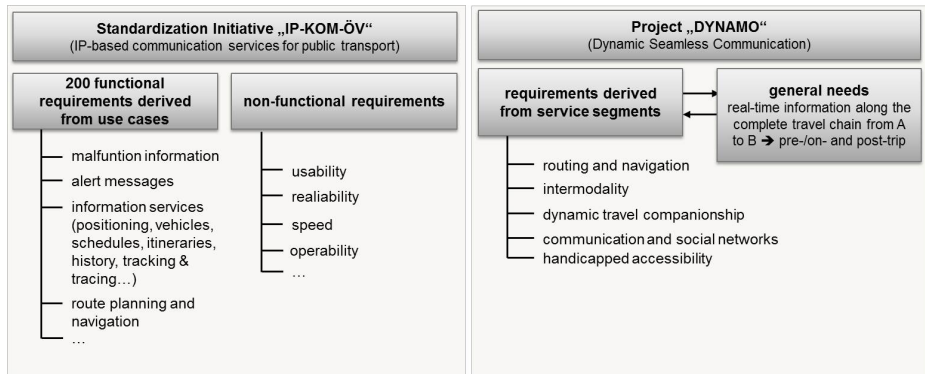 Standardization Initiative „IP-KOM-ÖV“
(IP-based communication services for public transport)
200 functional
requirements derived
from use cases
malfuntion information
alert messages
information services
(positioning, vehicles,
schedules, itineraries,
history, tracking &
tracing…)
route planning and
navigation
…
non-functional requirements
usability
realiability
speed
operability
…
Project „DYNAMO“
(Dynamic Seamless Communication)
requirements derived
from service segments
routing and navigation
intermodality
dynamic travel companionship
communication and social networks
handicapped accessibility
general needs
real-time information along the
complete travel chain from A
to B ➔ pre-/on- and post-trip